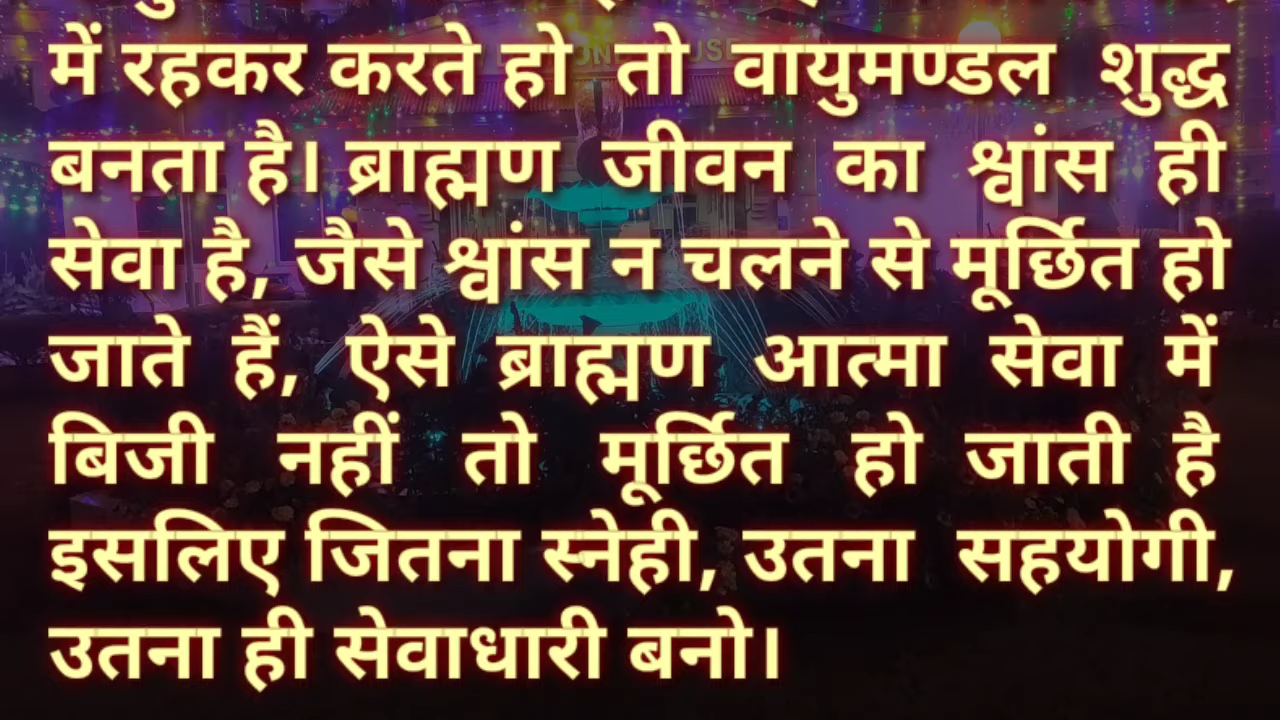 में रहकर करते हो तो वायुमण्डल शुद्ध
बनता है। ब्राह्मण जीवन का श्वांस ही
सेवा है, जैसे श्वांस न चलने से मूर्छित हो
जाते हैं, ऐसे ब्राह्मण आत्मा सेवा में
बिजी नहीं तो मूर्छित हो जाती है
इसलिए जितना स्नेही, उतना सहयोगी,
उतना ही सेवाधारी बनो।